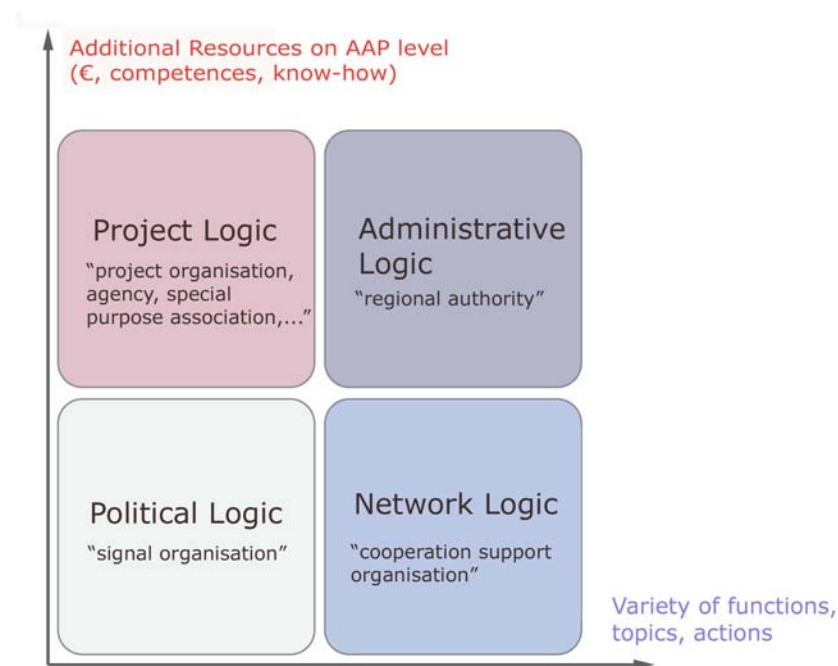 Additional Resources on AAP level
(€, competences, know-how)
Project Logic
“project organisation,
agency, special
purpose association,...”
Administrative
Logic
“regional authority”
Political Logic
“signal organisation”
Network Logic
“cooperation support
organisation”
Variety of functions,
topics, actions